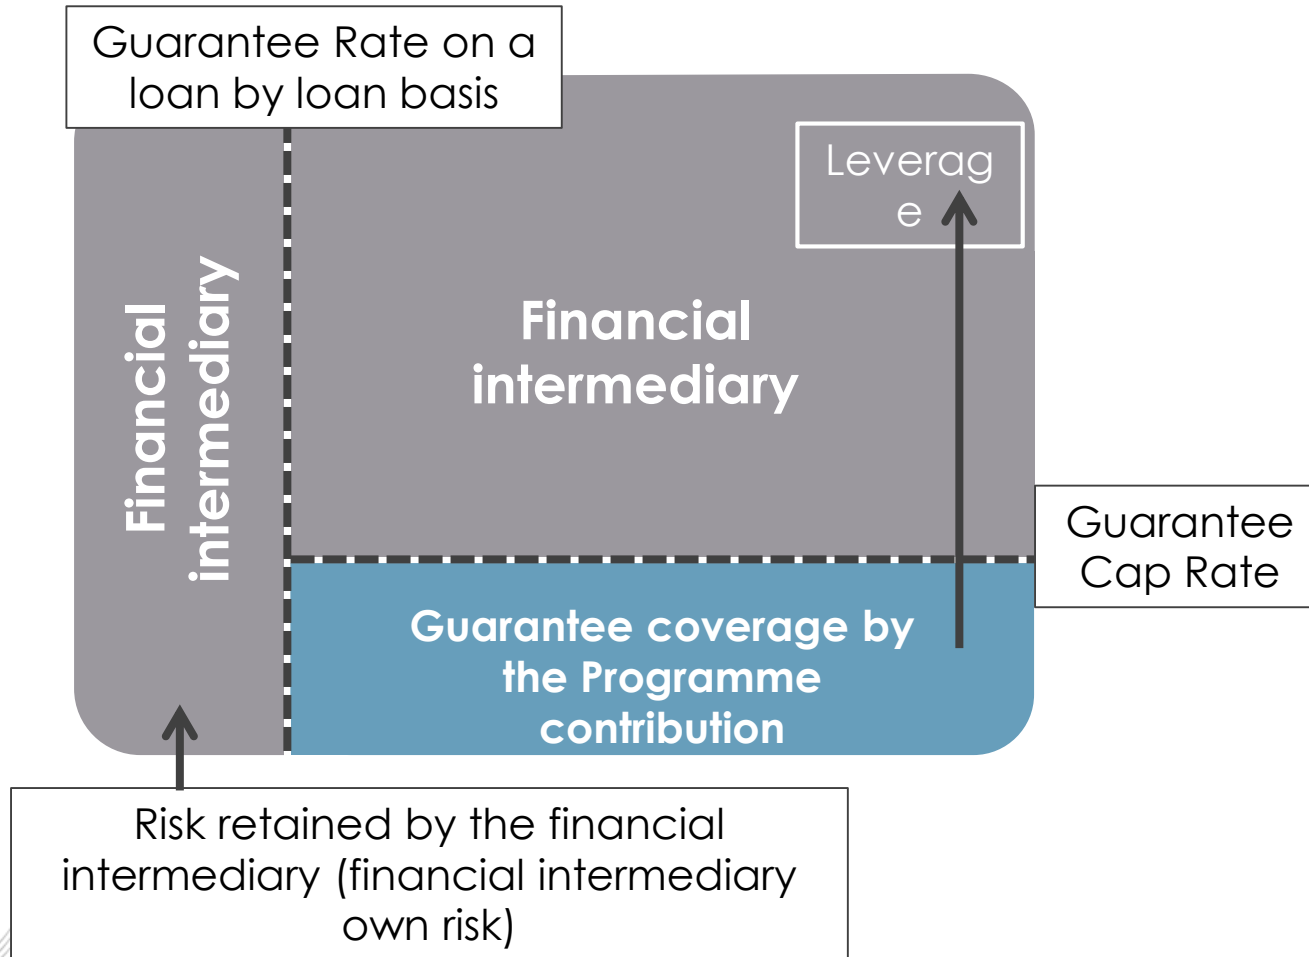 Guarantee Rate on a
loan by loan basis
Leverag
e
Financial
intermediary
Financial
intermediary
Guarantee
Cap Rate
Guarantee coverage by
the Programme
contribution
Risk retained by the financial
intermediary (financial intermediary
own risk)